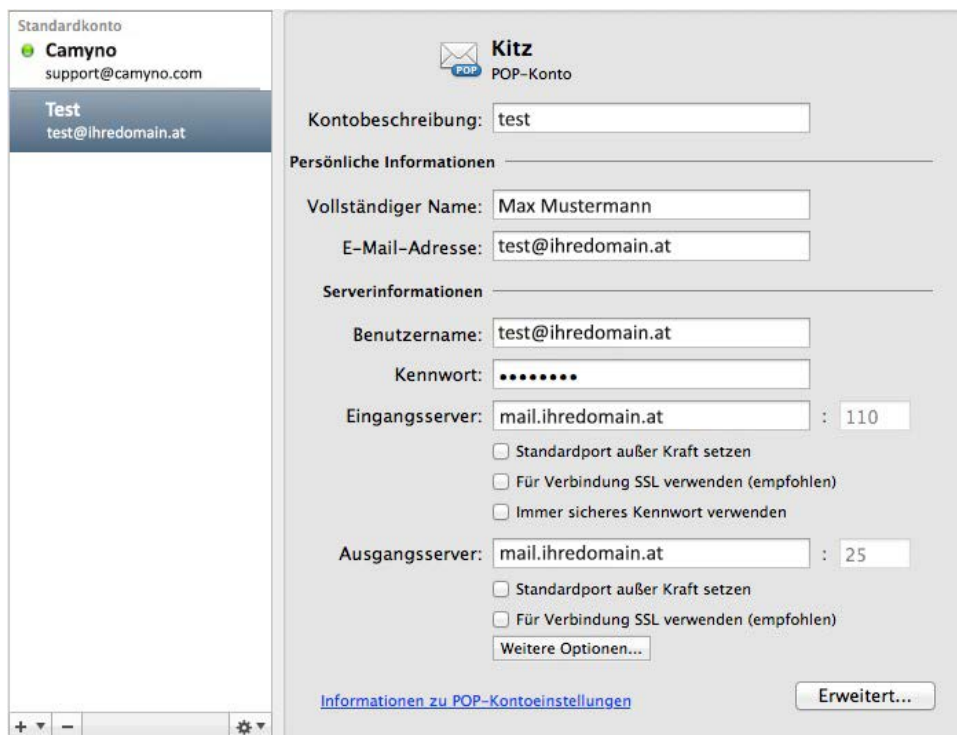 Standardkonto
Camyno
support@camyno.com
Test
test@ihredomain.at
Kitz
POP
POP-Konto
Kontobeschreibung: test
Persönliche Informationen
Vollständiger Name: Max Mustermann
E-Mail-Adresse: test@ihredomain.at
Serverinformationen
Benutzername: test@ihredomain.at
Kennwort: ••••••••
Eingangsserver: mail.ihredomain.at : 110
Standardport außer Kraft setzen
Für Verbindung SSL verwenden (empfohlen)
Immer sicheres Kennwort verwenden
Ausgangsserver: mail.ihredomain.at : 25
Standardport außer Kraft setzen
Für Verbindung SSL verwenden (empfohlen)
Weitere Optionen...
Informationen zu POP-Kontoeinstellungen
Erweitert...